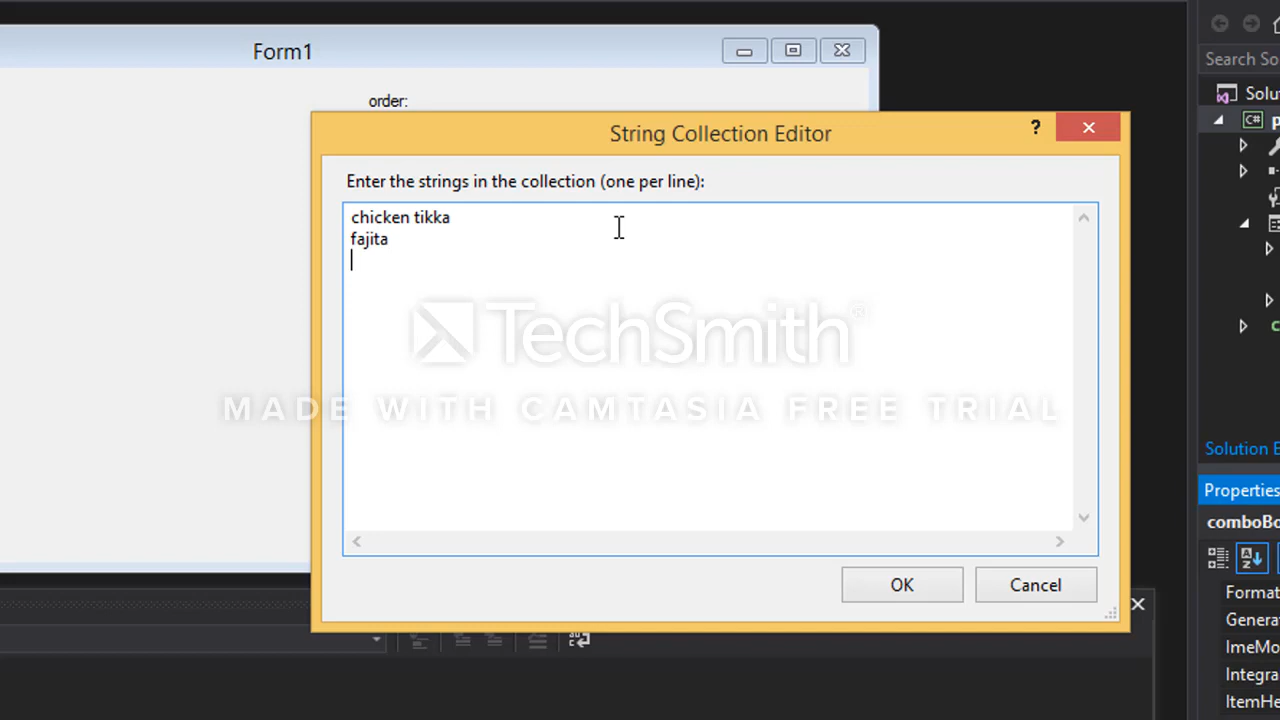 Form1
order:
String Collection Editor
?
Enter the strings in the collection (one per line):
chicken tikka
fajita
TechSmith®
MADE WITH CAMTASIA FREE TRIAL
OK
Cancel
Search So
Solu
C#
Solution E
Properties
comboBo
Format
Genera
ImeMo
Integra
ItemHe